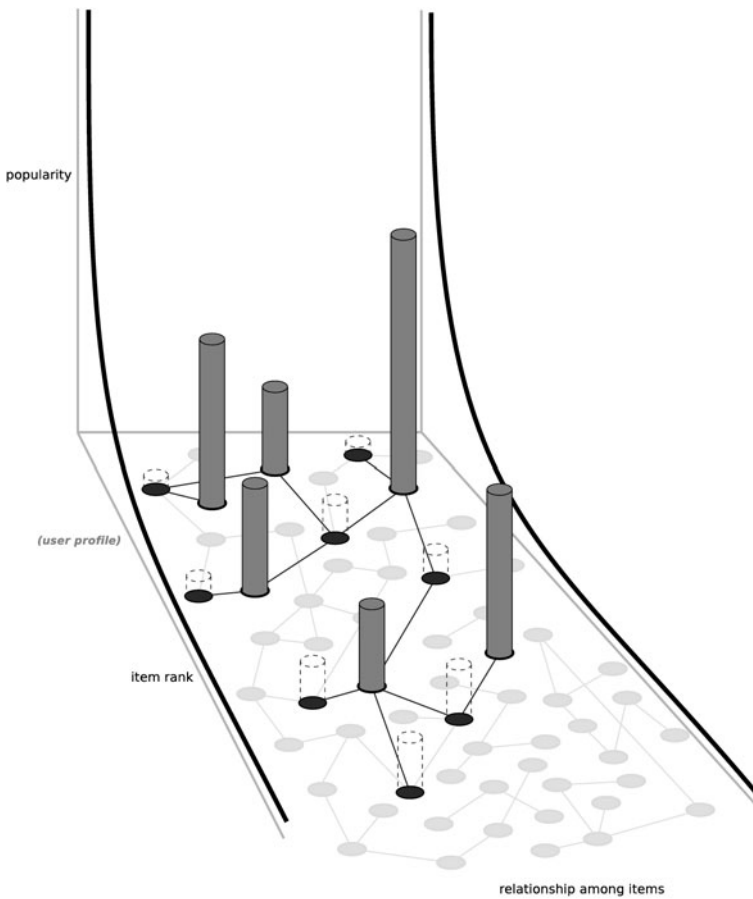 popularity
(user profile)
item rank
relationship among items